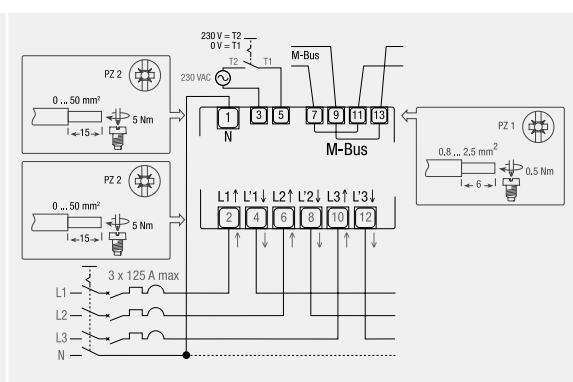 230 V = T2
0 V = T1
T2 T1
230 VAC
M-Bus
1 3 5 7 9 11 13
N
M-Bus
PZ 2
0 ... 50 mm²
5 Nm
15
PZ 2
0 ... 50 mm²
5 Nm
15
PZ 1
0,8 ... 2,5 mm²
0.5 Nm
6
L1↑ L'1↓ L2↑ L'2↓ L3↑ L'3↓
2 4 6 8 10 12
3 x 125 A max
L1
L2
L3
N